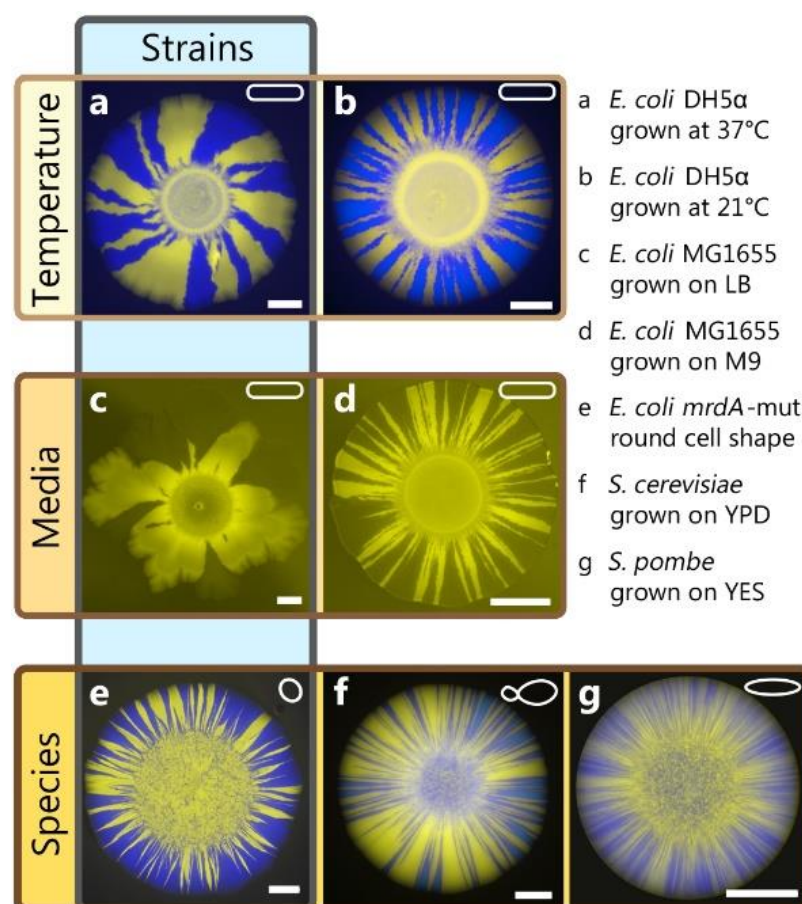 Strains
Temperature
a
b
a E. coli DH5α
grown at 37°C
b E. coli DH5α
grown at 21°C
c E. coli MG1655
grown on LB
d E. coli MG1655
grown on M9
e E. coli mrdA-mut
round cell shape
f S. cerevisiae
grown on YPD
g S. pombe
grown on YES
Media
c
d
Species
e
f
g